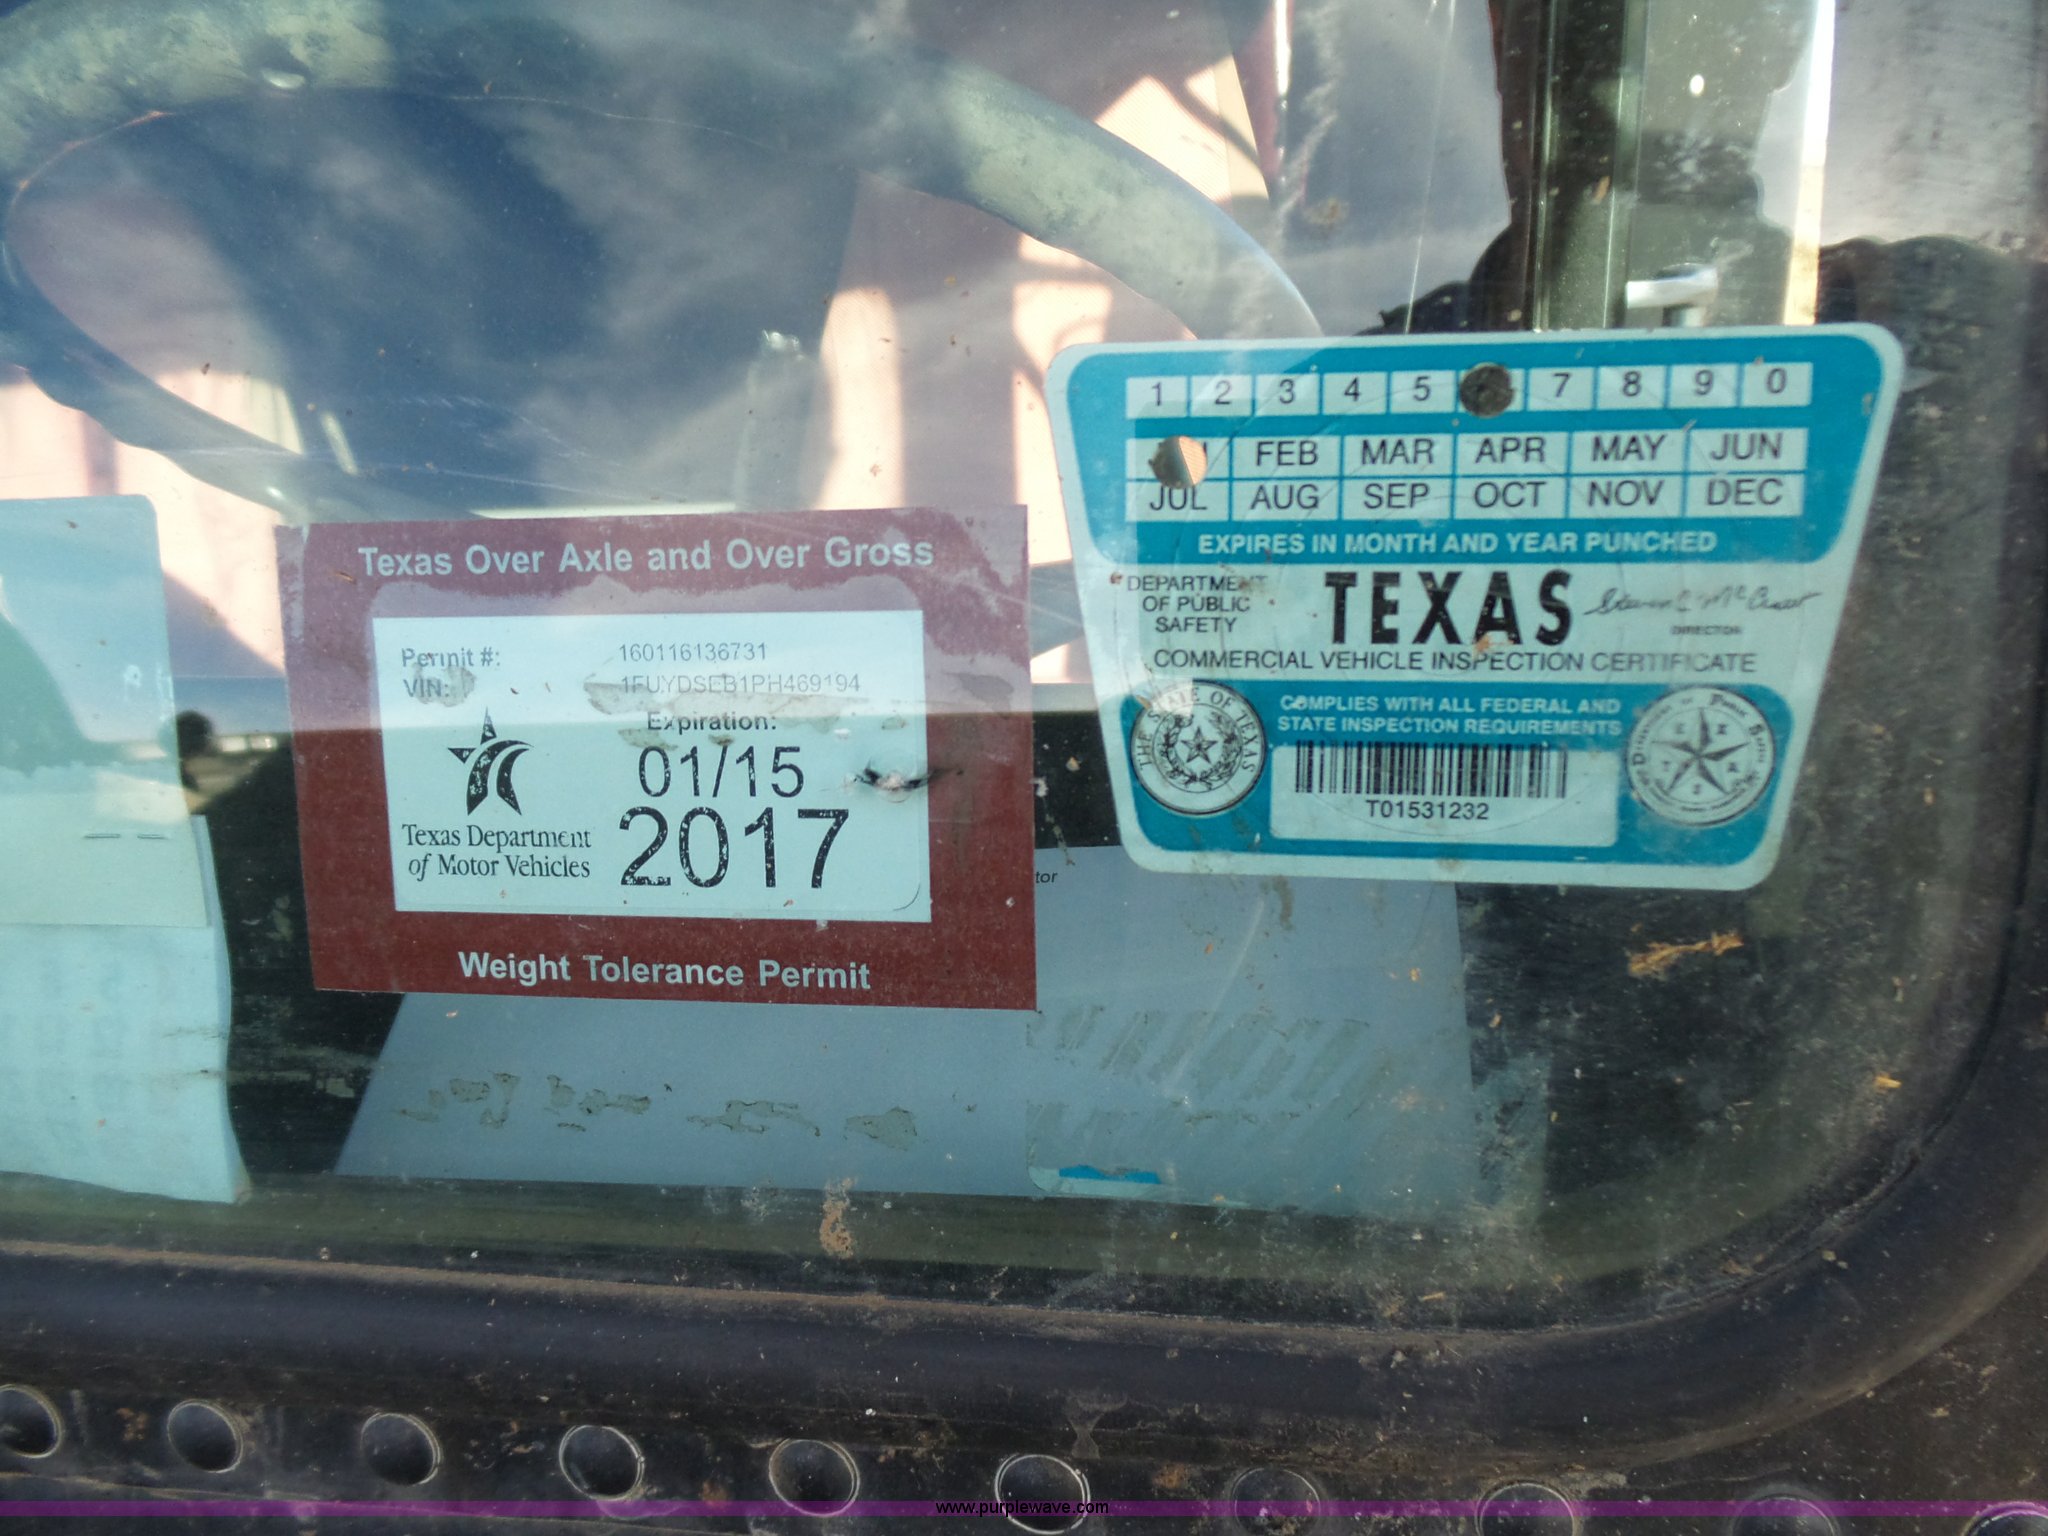 Texas Over Axle and Over Gross
Permit #: 160116136731
VIN: 1FUYDSEB1PH469194
Expiration:
01/15
2017
Texas Department
of Motor Vehicles
Weight Tolerance Permit
1 2 3 4 5 7 8 9 0
FEB MAR APR MAY JUN
JUL AUG SEP OCT NOV DEC
EXPIRES IN MONTH AND YEAR PUNCHED
DEPARTMENT
OF PUBLIC
SAFETY
TEXAS
DIRECTOR
COMMERCIAL VEHICLE INSPECTION CERTIFICATE
COMPLIES WITH ALL FEDERAL AND
STATE INSPECTION REQUIREMENTS
THE STATE OF TEXAS
T01531232
tor
www.purplewave.com